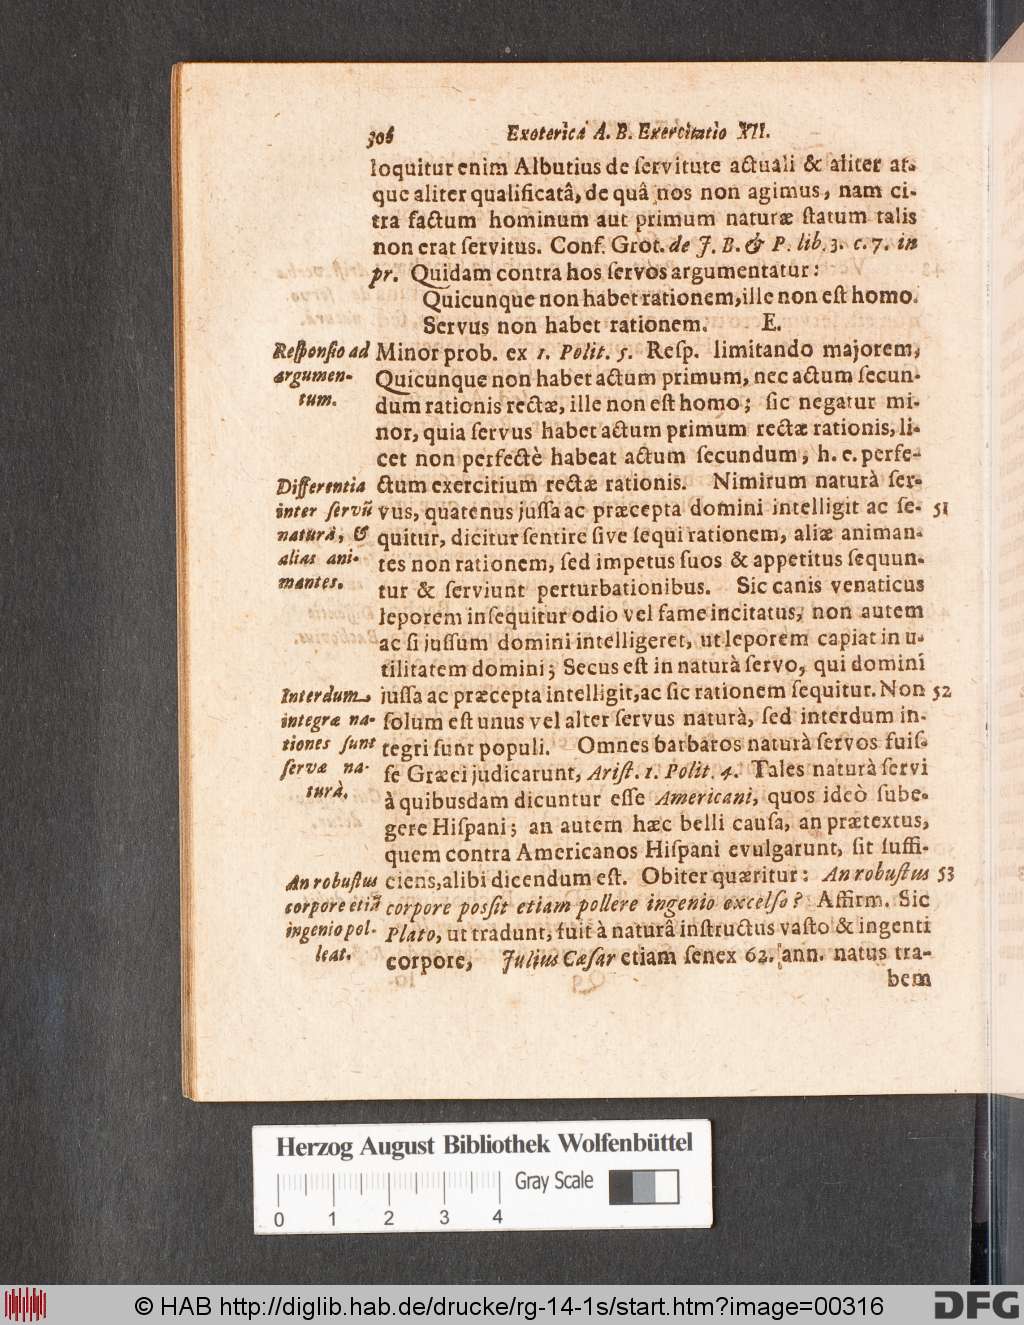 306 Exoterica A. B. Exercitatio XII.
loquitur enim Albutius de ſervitute actuali & aliter at-
que aliter qualificatâ, de quâ nos non agimus, nam ci-
tra factum hominum aut primum naturæ ſtatum talis
non erat ſervitus. Conf. Grot. de J. B. & P. lib. 3. c. 7. in
pr. Quidam contra hos ſervos argumentatur:
Quicunque non habet rationem, ille non eſt homo.
Servus non habet rationem. E.
Reſponſio ad
argumen-
tum.
Minor prob. ex 1. Polit. 5. Reſp. limitando majorem,
Quicunque non habet actum primum, nec actum ſecun-
dum rationis rectæ, ille non eſt homo; ſic negatur mi-
nor, quia ſervus habet actum primum rectæ rationis, li-
cet non perfectè habeat actum ſecundum, h. e. perfe-
Differentia
inter ſervū
naturâ, &
alias ani-
mantes.
ctum exercitium rectæ rationis. Nimirum naturà ſer-
vus, quatenus juſſa ac præcepta domini intelligit ac ſe- 51
quitur, dicitur ſentire ſive ſequi rationem, aliæ animan-
tes non rationem, ſed impetus ſuos & appetitus ſequun-
tur & ſerviunt perturbationibus. Sic canis venaticus
leporem inſequitur odio vel fame incitatus, non autem
ac ſi juſſum domini intelligeret, ut leporem capiat in u-
tilitatem domini; Secus eſt in naturà ſervo, qui domini
Interdum
integræ na-
tiones ſunt
ſervæ na-
turà.
juſſa ac præcepta intelligit, ac ſic rationem ſequitur. Non 52
ſolum eſt unus vel alter ſervus naturà, ſed interdum in-
tegri ſunt populi. Omnes barbaros naturà ſervos fuiſ-
ſe Græci judicarunt, Ariſt. 1. Polit. 4. Tales naturà ſervi
à quibusdam dicuntur eſſe Americani, quos ideò ſube-
gere Hiſpani; an autem hæc belli cauſa, an prætextus,
quem contra Americanos Hiſpani evulgarunt, ſit ſuffi-
An robuſtus
corpore etiā
ingenio pol-
leat.
ciens, alibi dicendum eſt. Obiter quæritur: An robuſtus 53
corpore poſſit etiam pollere ingenio excelſo? Affirm. Sic
Plato, ut tradunt, fuit à naturâ inſtructus vaſto & ingenti
corpore, Julius Cæſar etiam ſenex 62. ann. natus tra-
bem
Herzog August Bibliothek Wolfenbüttel
0 1 2 3 4 Gray Scale
© HAB http://diglib.hab.de/drucke/rg-14-1s/start.htm?image=00316 DFG